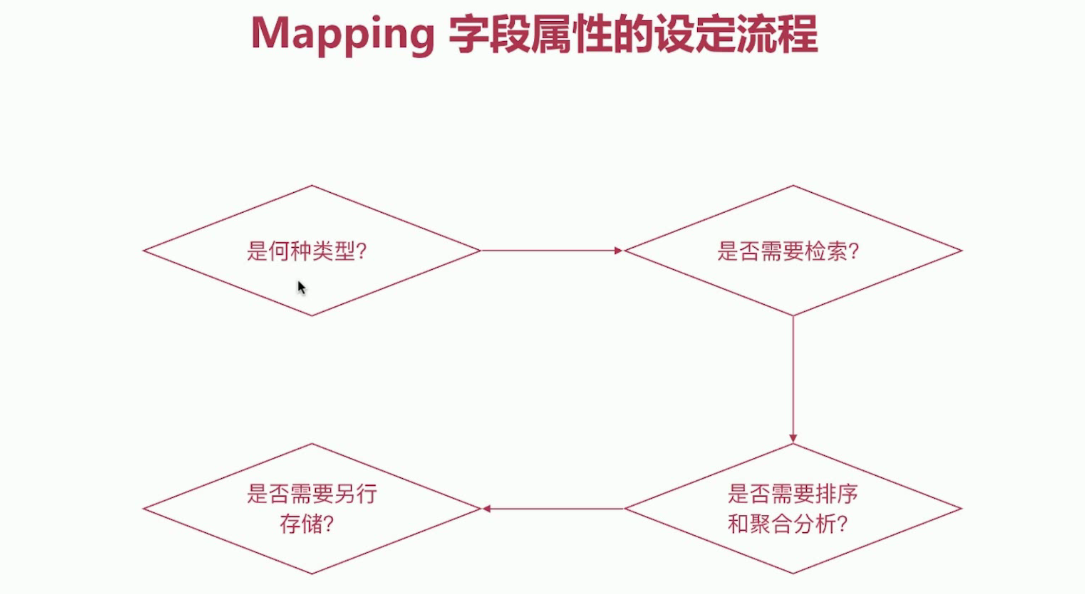 Mapping 字段属性的设定流程
是何种类型?
是否需要检索?
是否需要另行
存储?
是否需要排序
和聚合分析?